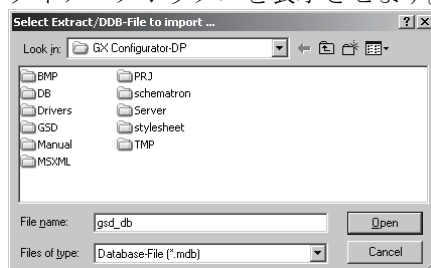 Select Extract/DDB-File to import ...
Look in: GX Configurator-DP
BMP
DB
Drivers
GSD
Manual
MSXML
PRJ
schematron
Server
stylesheet
TMP
File name: gsd_db Open
Files of type: Database-File (*.mdb) Cancel